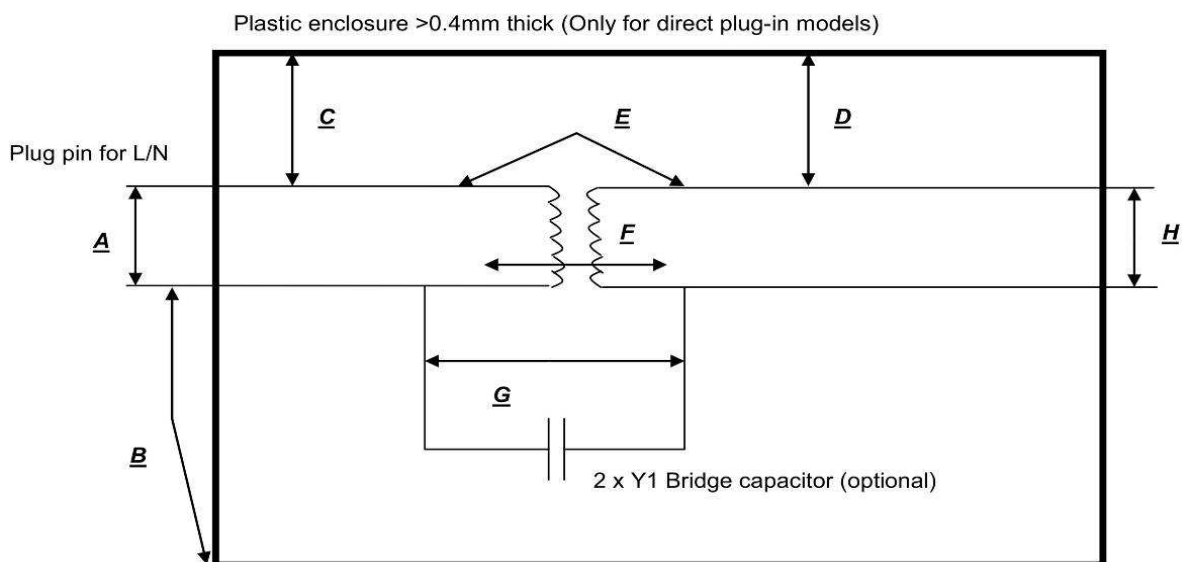 Plastic enclosure >0.4mm thick (Only for direct plug-in models)
C
E
D
Plug pin for L/N
A
F
H
G
B
2 x Y1 Bridge capacitor (optional)